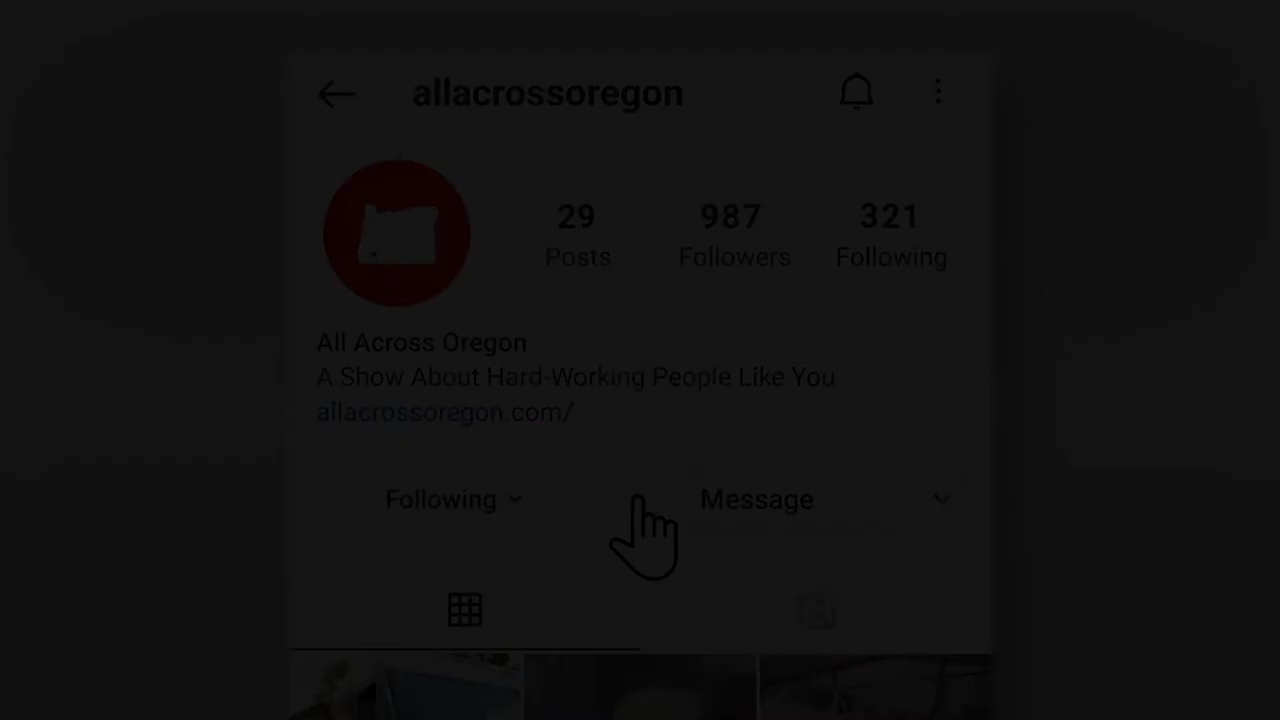 allacrossoregon
29 987 321
Posts Followers Following
All Across Oregon
A Show About Hard-Working People Like You
allacrossoregon.com/
Following Message